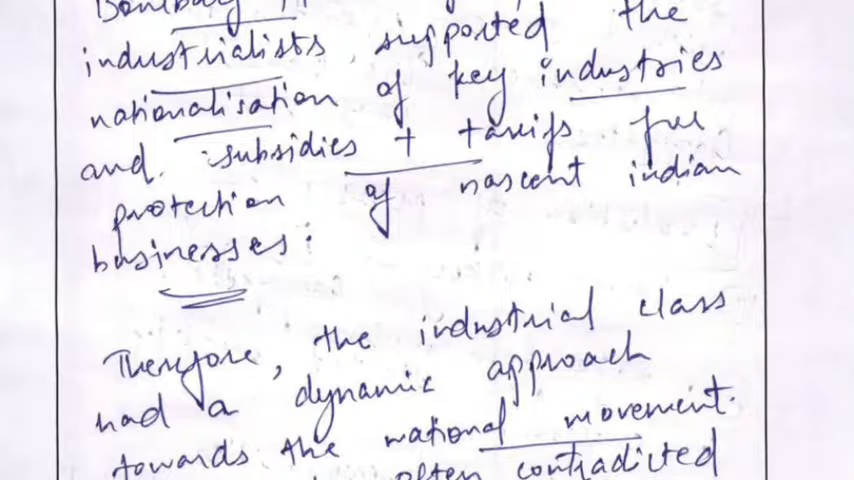 Bombay
industrialists, supported the
nationalisation of key industries
and subsidies + tariffs for
protection of nascent indian
businesses.
Therefore, the industrial class
had a dynamic approach
towards the national movement.
often contradicted